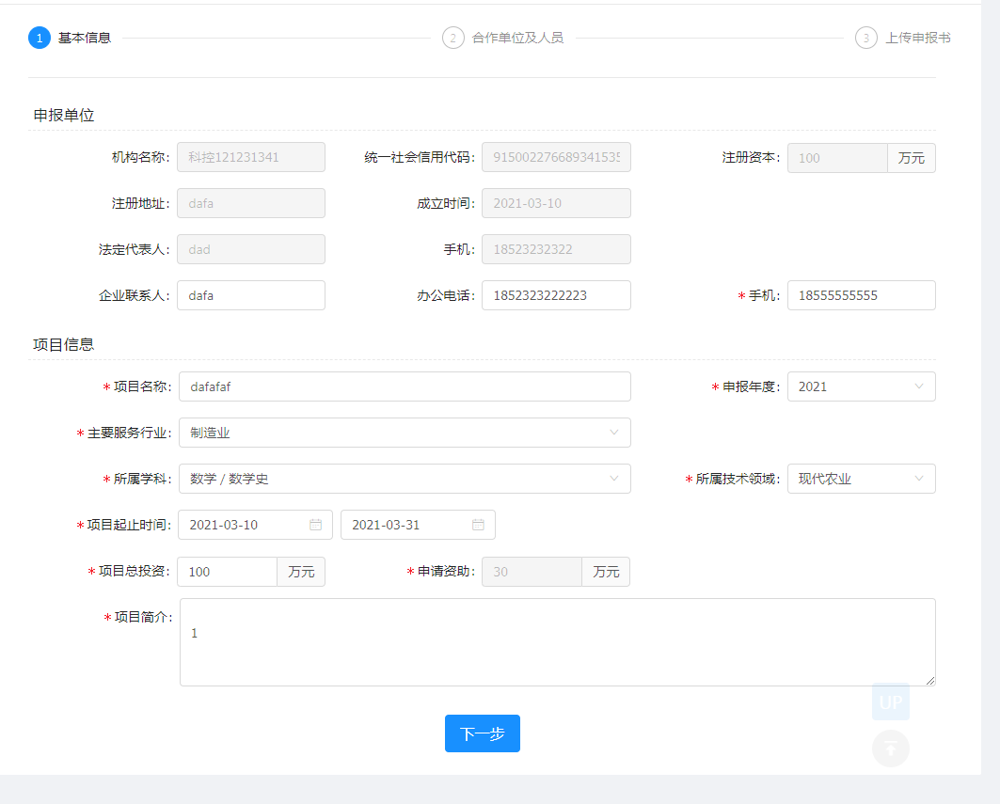 1 基本信息 2 合作单位及人员 3 上传申报书
申报单位
机构名称: 科控121231341 统一社会信用代码: 91500227668934153 注册资本: 100 万元
注册地址: dafa 成立时间: 2021-03-10
法定代表人: dad 手机: 18523232322
企业联系人: dafa 办公电话: 1852323222223 * 手机: 18555555555
项目信息
* 项目名称: dafafaf * 申报年度: 2021
* 主要服务行业: 制造业
* 所属学科: 数学 / 数学史 * 所属技术领域: 现代农业
* 项目起止时间: 2021-03-10 2021-03-31
* 项目总投资: 100 万元 * 申请资助: 30 万元
* 项目简介: 1
UP
下一步